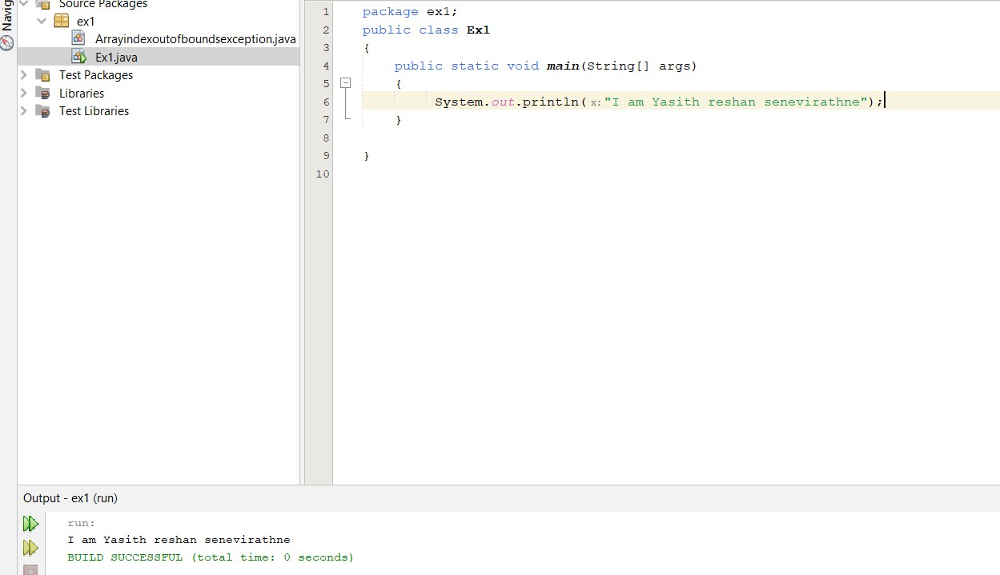 Navig
Source Packages
ex1
Arrayindexoutofboundsexception.java
Ex1.java
Test Packages
Libraries
Test Libraries
1 package ex1;
2 public class Ex1
3 {
4 public static void main(String[] args)
5 {
6 System.out.println( x: "I am Yasith reshan senevirathne");
7 }
8
9 }
10
Output - ex1 (run)
run:
I am Yasith reshan senevirathne
BUILD SUCCESSFUL (total time: 0 seconds)